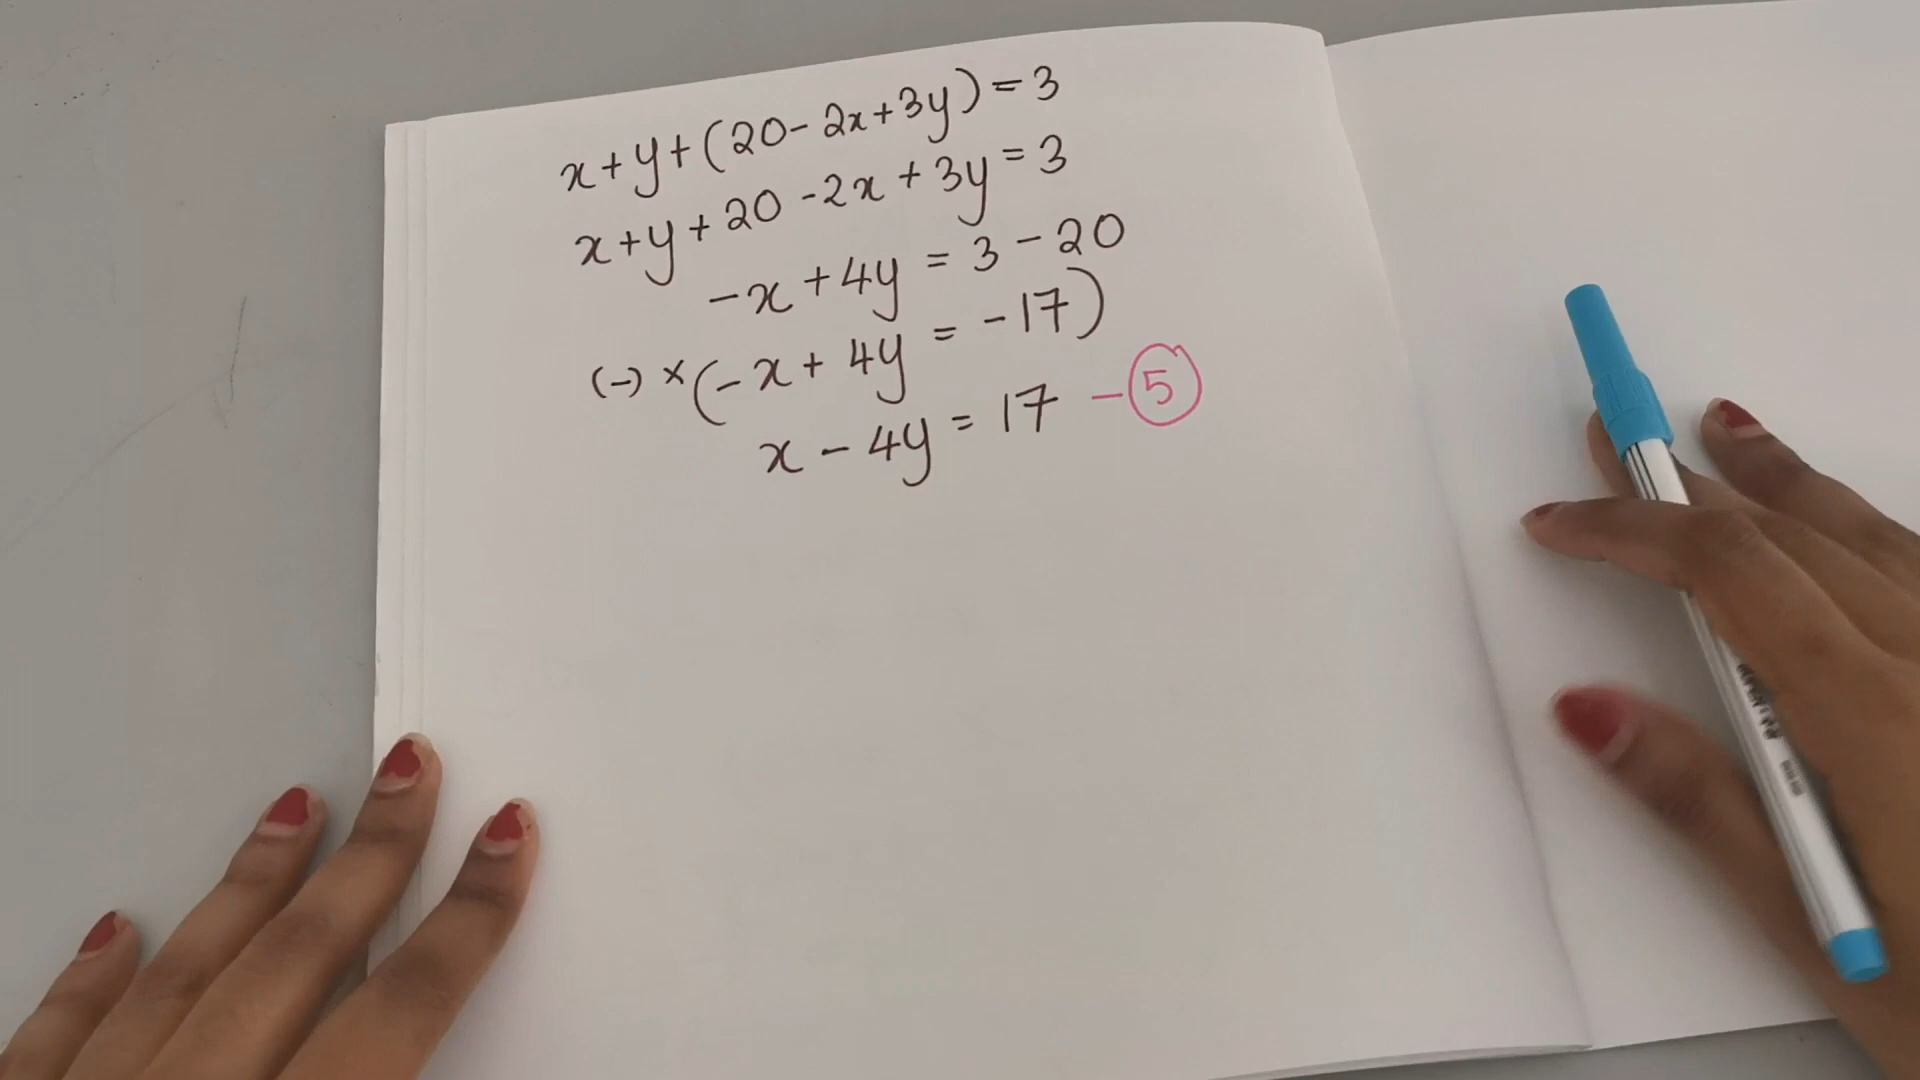 x+y+(20-2x+3y)=3
x+y+20-2x+3y=3
-x+4y=3-20
(-)×(-x+4y=-17)
x-4y=17 -⑤